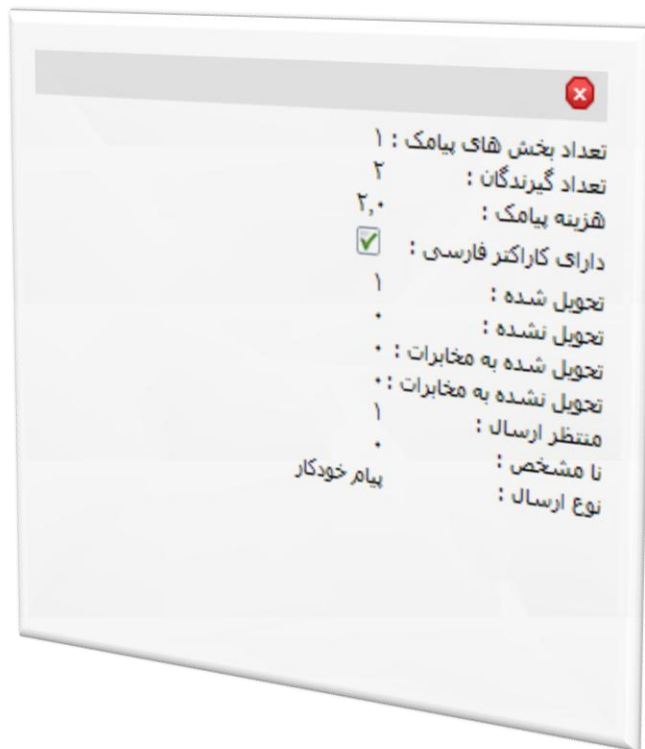 تعداد بخش های پیامک : ۱
تعداد گیرندگان : ۲
هزینه پیامک : ۲,۰
دارای کاراکتر فارسی :
تحویل شده : ۱
تحویل نشده : ۰
تحویل شده به مخابرات : ۰
تحویل نشده به مخابرات : ۰
منتظر ارسال : ۱
نا مشخص : ۰
نوع ارسال : پیام خودکار